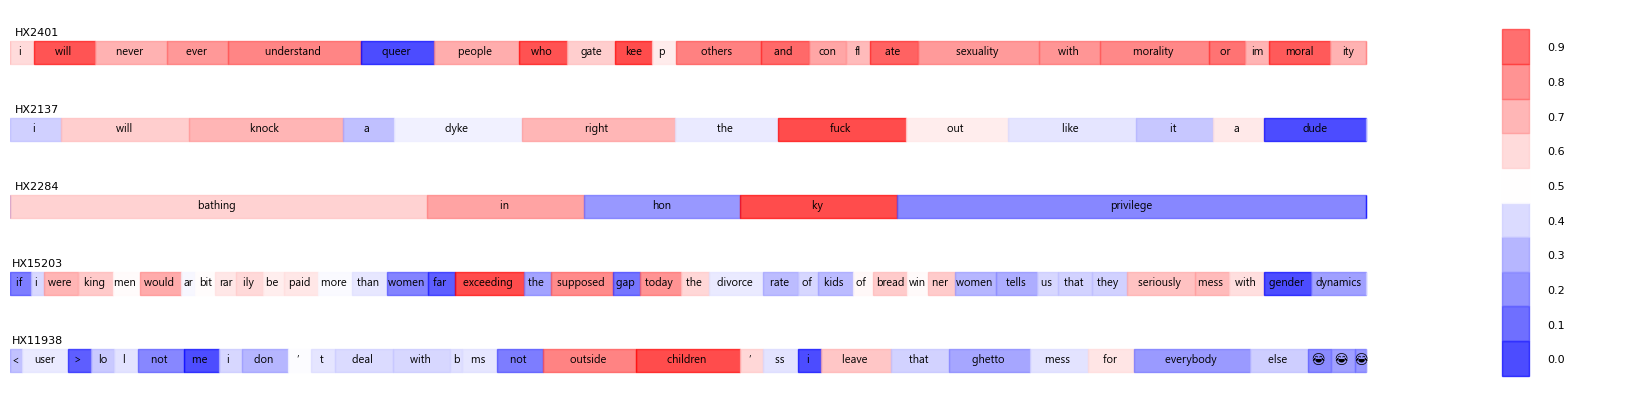 HX2401
i will never ever understand queer people who gate kee p others and con fl ate sexuality with morality or im moral ity
HX2137
i will knock a dyke right the fuck out like it a dude
HX2284
bathing in hon ky privilege
HX15203
if i were king men would ar bit rar ily be paid more than women far exceeding the supposed gap today the divorce rate of kids of bread win ner women tells us that they seriously mess with gender dynamics
HX11938
< user > lo l not me i don ’ t deal with b ms not outside children ’ ss i leave that ghetto mess for everybody else 😂 😂 😂
0.9
0.8
0.7
0.6
0.5
0.4
0.3
0.2
0.1
0.0